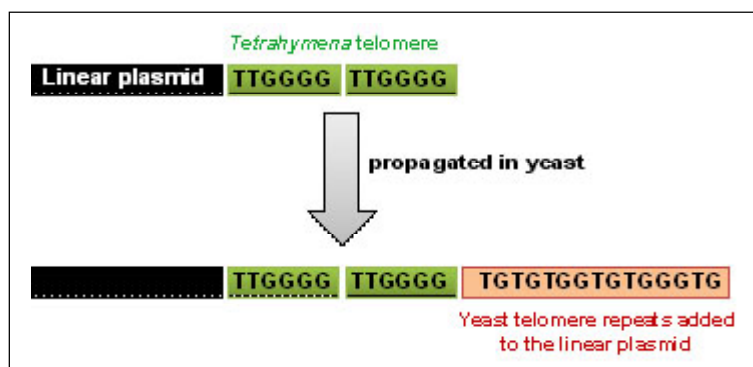 Tetrahymena telomere
Linear plasmid TTGGGG TTGGGG
propagated in yeast
TTGGGG TTGGGG TGTGTGGTGTGGGTG
Yeast telomere repeats added
to the linear plasmid